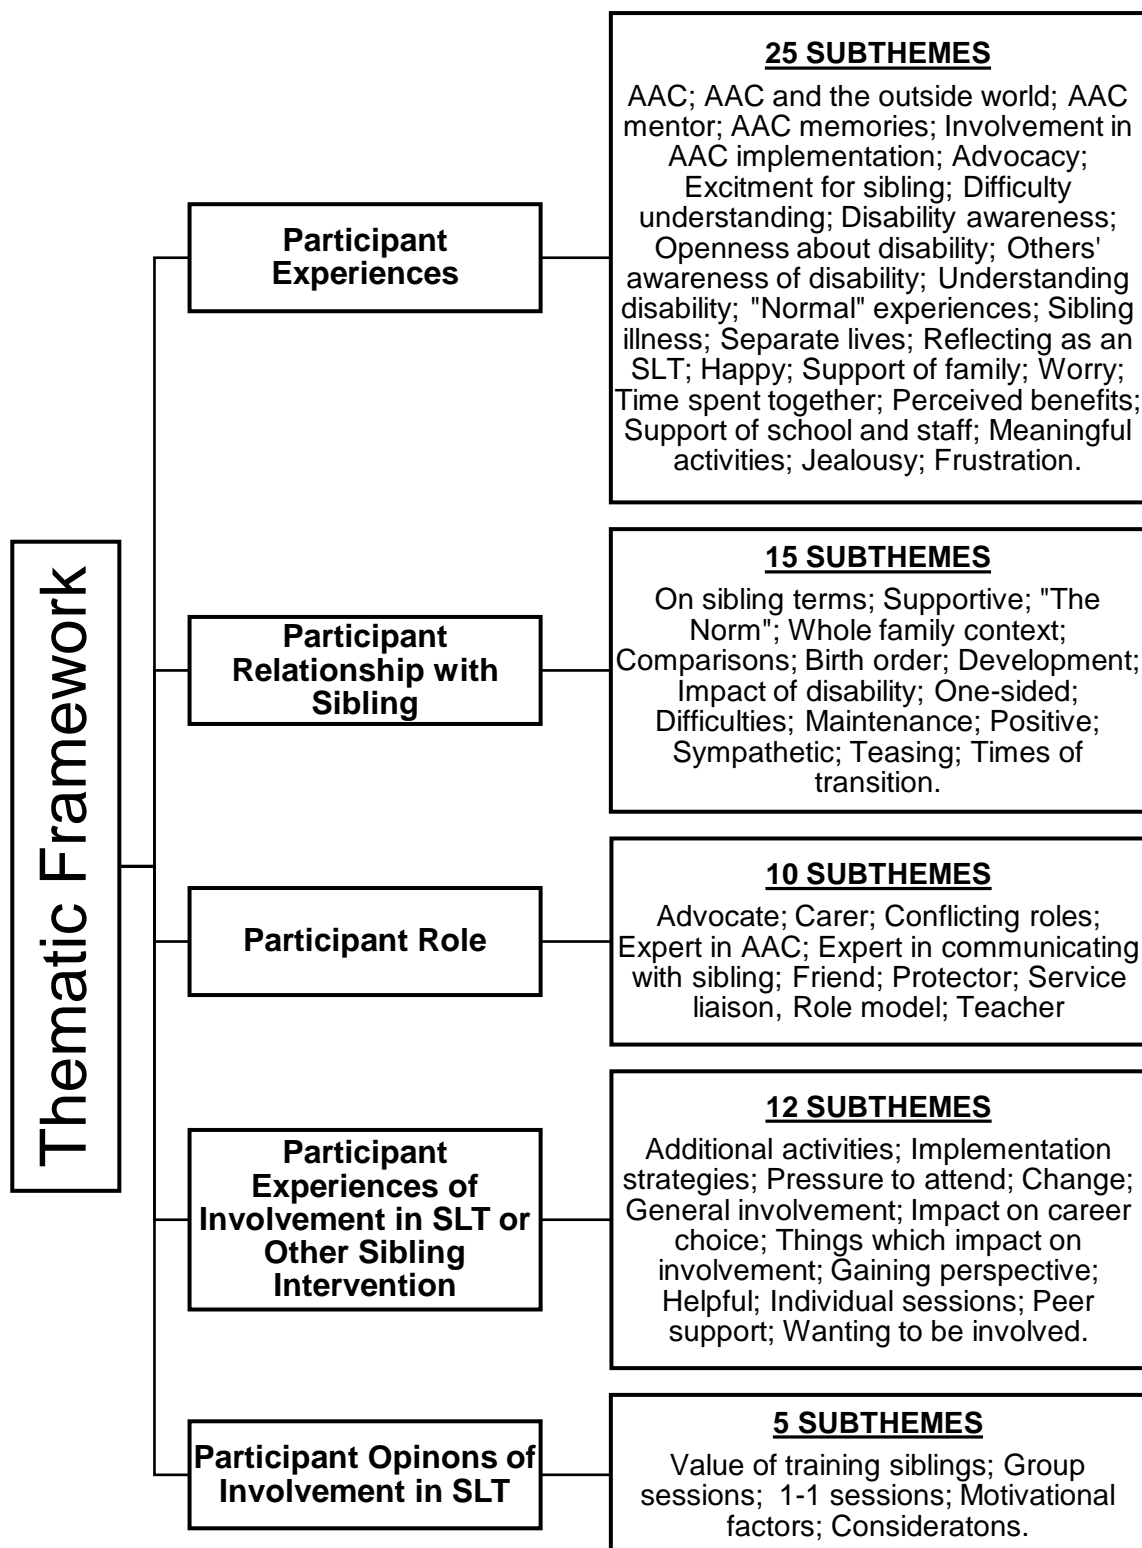 Thematic Framework
Participant
Experiences
25 SUBTHEMES
AAC; AAC and the outside world; AAC
mentor; AAC memories; Involvement in
AAC implementation; Advocacy;
Excitment for sibling; Difficulty
understanding; Disability awareness;
Openness about disability; Others'
awareness of disability; Understanding
disability; "Normal" experiences; Sibling
illness; Separate lives; Reflecting as an
SLT; Happy; Support of family; Worry;
Time spent together; Perceived benefits;
Support of school and staff; Meaningful
activities; Jealousy; Frustration.
Participant
Relationship with
Sibling
15 SUBTHEMES
On sibling terms; Supportive; "The
Norm"; Whole family context;
Comparisons; Birth order; Development;
Impact of disability; One-sided;
Difficulties; Maintenance; Positive;
Sympathetic; Teasing; Times of
transition.
Participant Role
10 SUBTHEMES
Advocate; Carer; Conflicting roles;
Expert in AAC; Expert in communicating
with sibling; Friend; Protector; Service
liaison, Role model; Teacher
Participant
Experiences of
Involvement in SLT or
Other Sibling
Intervention
12 SUBTHEMES
Additional activities; Implementation
strategies; Pressure to attend; Change;
General involvement; Impact on career
choice; Things which impact on
involvement; Gaining perspective;
Helpful; Individual sessions; Peer
support; Wanting to be involved.
Participant Opinons of
Involvement in SLT
5 SUBTHEMES
Value of training siblings; Group
sessions; 1-1 sessions; Motivational
factors; Consideratons.